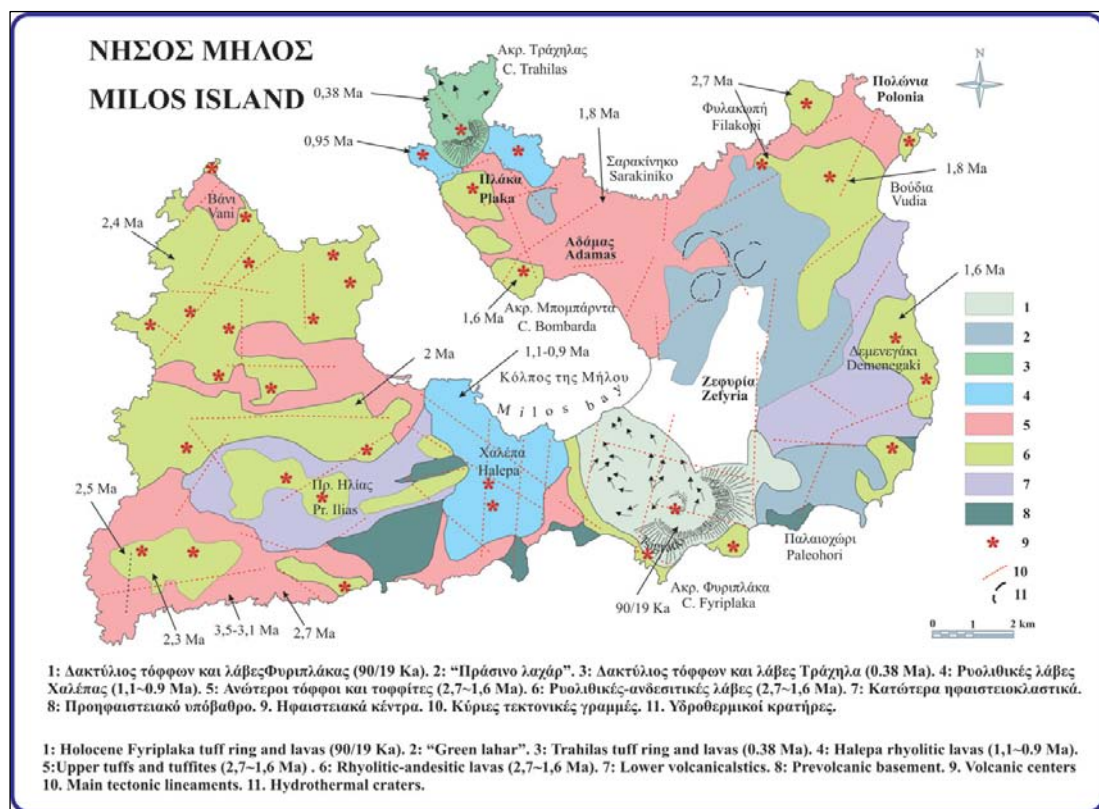 ΝΗΣΟΣ ΜΗΛΟΣ
MILOS ISLAND
Ακρ. Τράχηλας
C. Trahilas
N
0,38 Ma
0,95 Ma
1,8 Ma
2,7 Ma
Φυλακωπή
Filakopi
Πολώνια
Polonia
Σαρακίνηκο
Sarakiniko
Πλάκα
Plaka
1,8 Ma
Βούδια
Vudia
Βάνι
Vani
2,4 Ma
Αδάμας
Adamas
1,6 Ma
Ακρ. Μπομπάρντα
C. Bombarda
1,6 Ma
Δεμενεγάκι
Demenegaki
2 Ma
1,1-0,9 Ma
Κόλπος της Μήλου
Milos bay
Ζεφυρία
Zefyria
Χαλέπα
Halepa
Πρ. Ηλίας
Pr. Ilias
2,5 Ma
2,3 Ma
3,5-3,1 Ma
2,7 Ma
90/19 Ka
Ακρ. Φυριπλάκα
C. Fyriplaka
Παλαιοχώρι
Paleohori
1
2
3
4
5
6
7
8
9
10
11
0 1 2 km
1: Δακτύλιος τόφφων και λάβεςΦυριπλάκας (90/19 Ka). 2: “Πράσινο λαχάρ”. 3: Δακτύλιος τόφφων και λάβες Τράχηλα (0.38 Ma). 4: Ρυολιθικές λάβες
Χαλέπας (1,1~0.9 Ma). 5: Ανώτεροι τόφφοι και τοφφίτες (2,7~1,6 Ma). 6: Ρυολιθικές-ανδεσιτικές λάβες (2,7~1,6 Ma). 7: Κατώτερα ηφαιστειοκλαστικά.
8: Προηφαιστειακό υπόβαθρο. 9. Ηφαιστειακά κέντρα. 10. Κύριες τεκτονικές γραμμές. 11. Υδροθερμικοί κρατήρες.
1: Holocene Fyriplaka tuff ring and lavas (90/19 Ka). 2: “Green lahar”. 3: Trahilas tuff ring and lavas (0.38 Ma). 4: Halepa rhyolitic lavas (1,1~0.9 Ma).
5:Upper tuffs and tuffites (2,7~1,6 Ma) . 6: Rhyolitic-andesitic lavas (2,7~1,6 Ma). 7: Lower volcanicalstics. 8: Prevolcanic basement. 9. Volcanic centers
10. Main tectonic lineaments. 11. Hydrothermal craters.